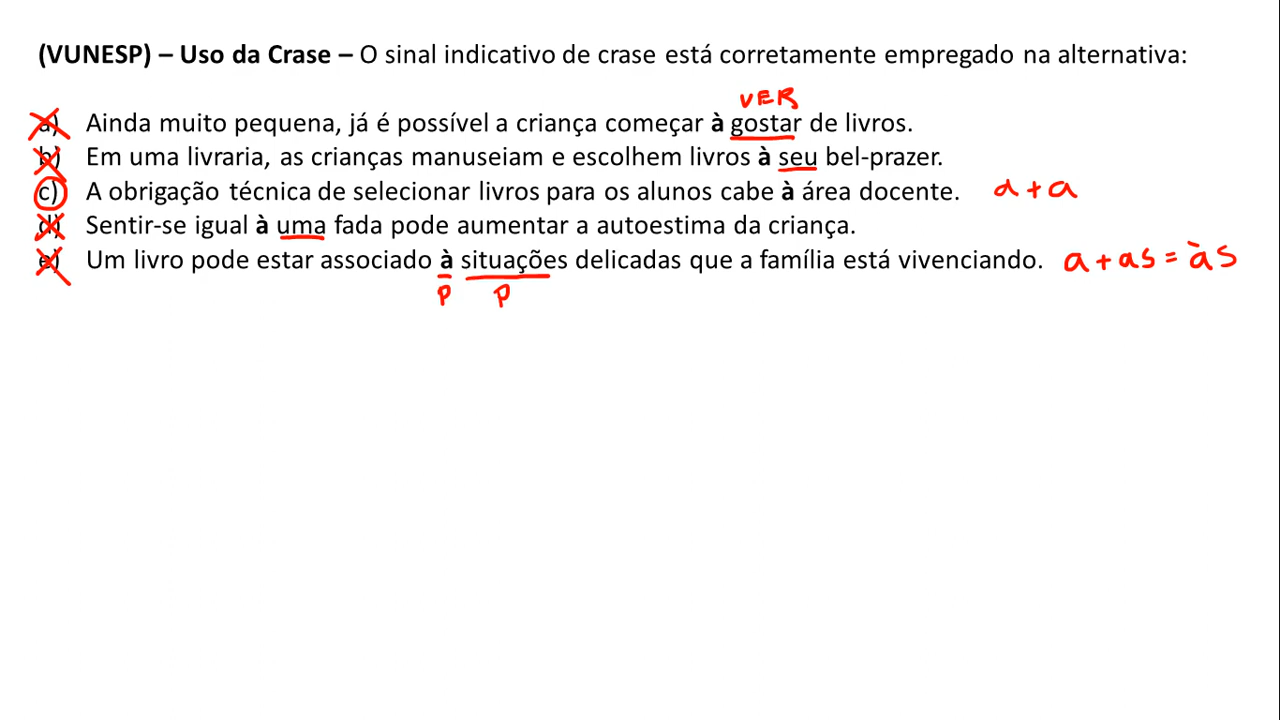 (VUNESP) – Uso da Crase – O sinal indicativo de crase está corretamente empregado na alternativa:
VER
a) Ainda muito pequena, já é possível a criança começar à gostar de livros.
b) Em uma livraria, as crianças manuseiam e escolhem livros à seu bel-prazer.
c) A obrigação técnica de selecionar livros para os alunos cabe à área docente. a + a
d) Sentir-se igual à uma fada pode aumentar a autoestima da criança.
e) Um livro pode estar associado à situações delicadas que a família está vivenciando. a + as = às
P P